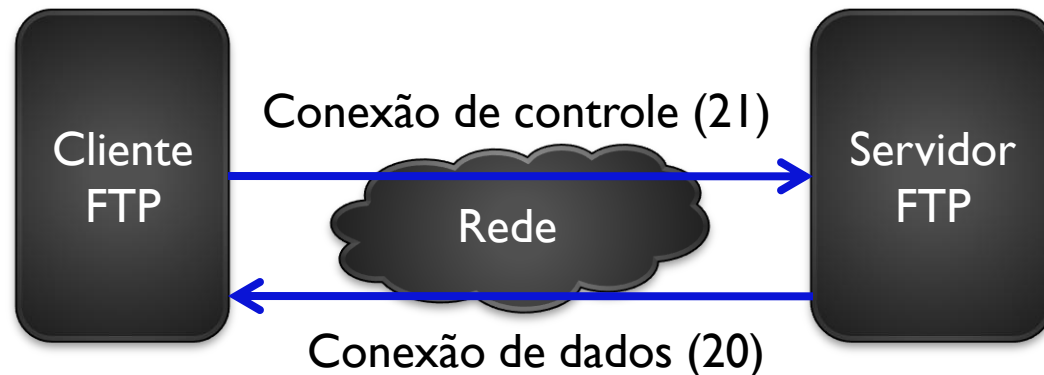 Conexão de controle (21)
Cliente
FTP
Servidor
FTP
Rede
Conexão de dados (20)